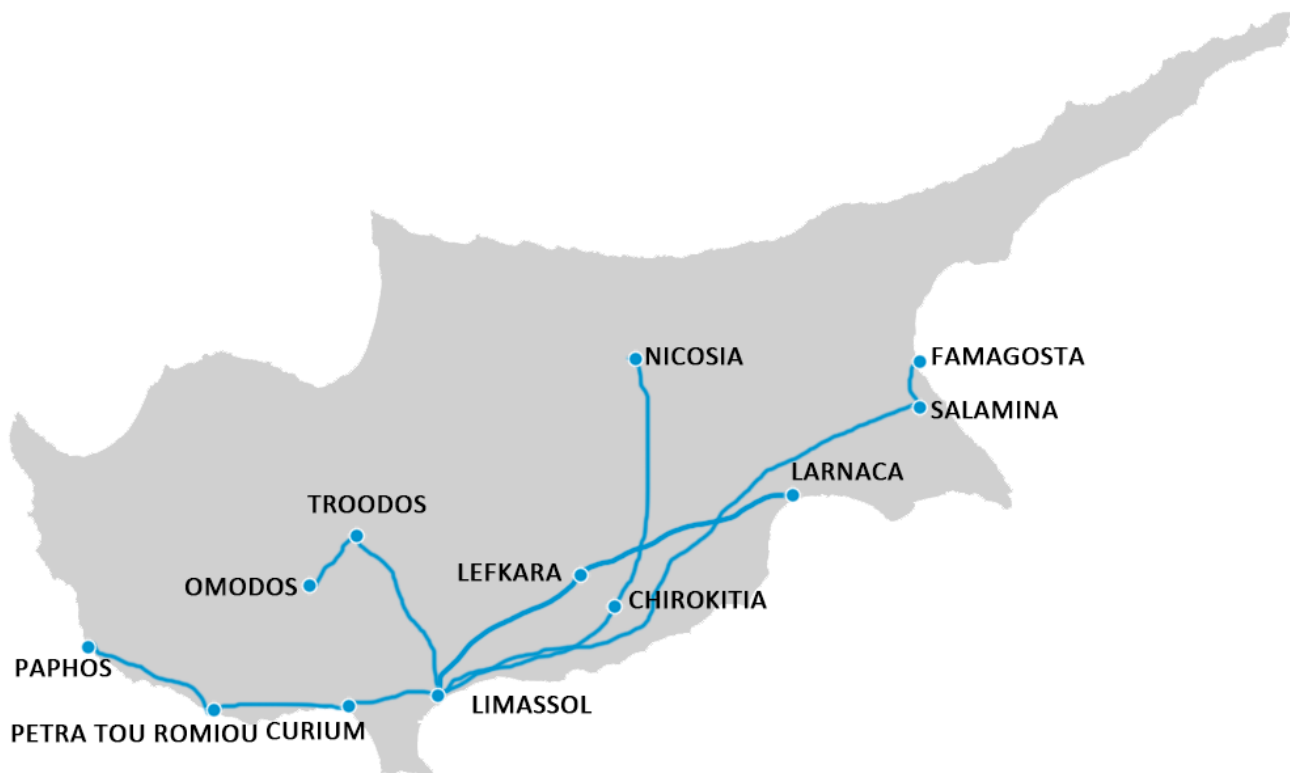 NICOSIA
FAMAGOSTA
SALAMINA
LARNACA
TROODOS
LEFKARA
OMODOS
CHIROKITIA
PAPHOS
LIMASSOL
PETRA TOU ROMIOU
CURIUM